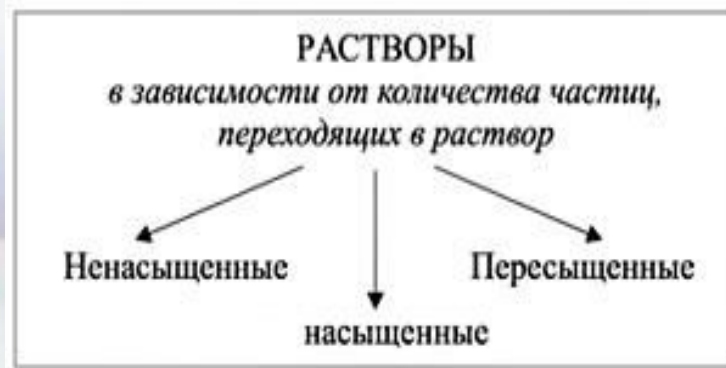 РАСТВОРЫ
в зависимости от количества частиц,
переходящих в раствор
Ненасыщенные
Пересыщенные
насыщенные